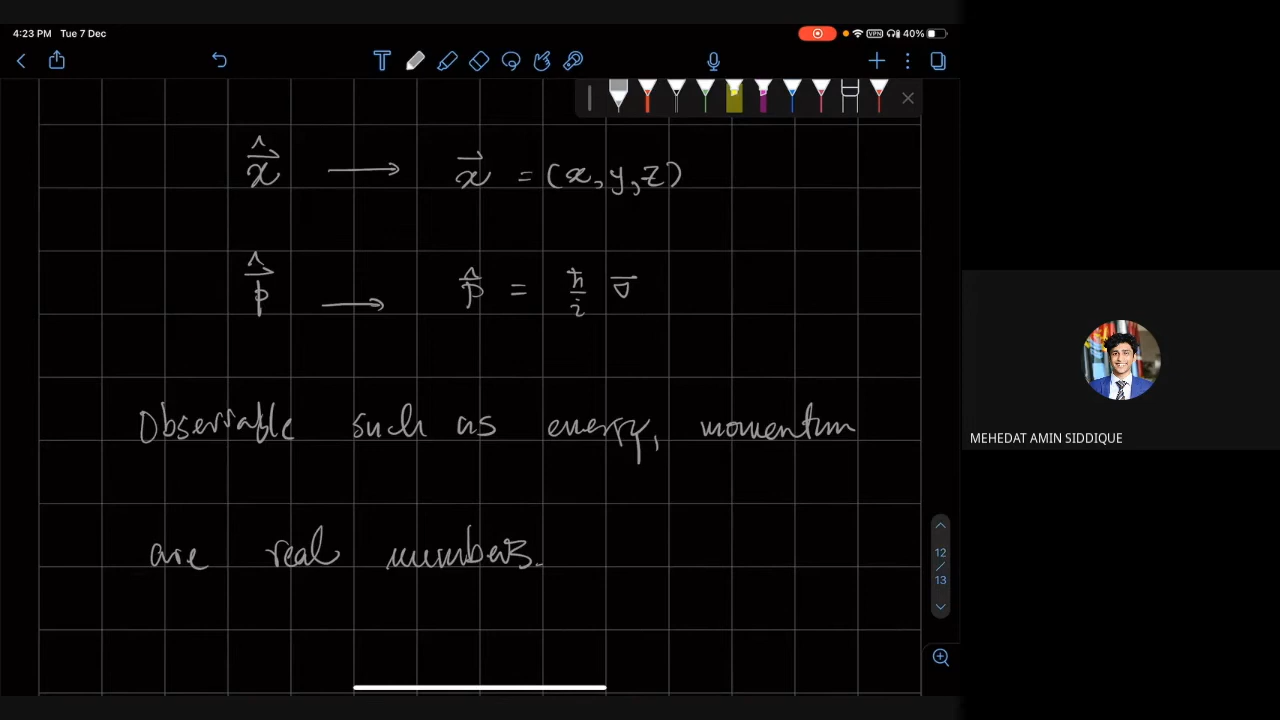 4:23 PM Tue 7 Dec
VPN 40%
T
x̂⃗ ⟶ x⃗ = (x, y, z)
p̂⃗ ⟶ p̂ = ħ/i ∇̅
Observable such as energy, momentum
are real numbers.
12
/
13
MEHEDAT AMIN SIDDIQUE